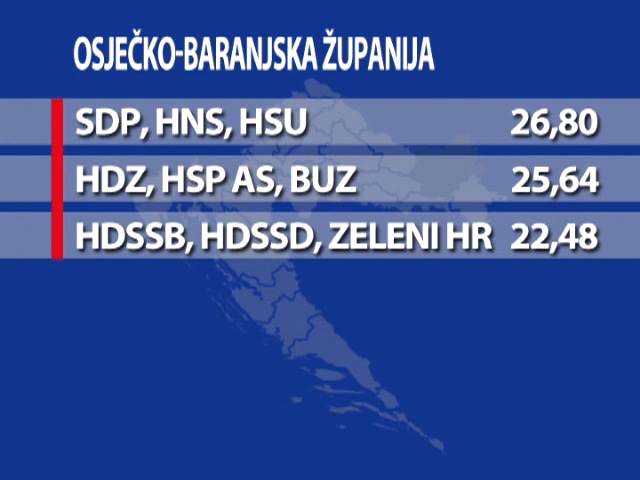 OSJEČKO-BARANJSKA ŽUPANIJA
SDP, HNS, HSU 26,80
HDZ, HSP AS, BUZ 25,64
HDSSB, HDSSD, ZELENI HR 22,48